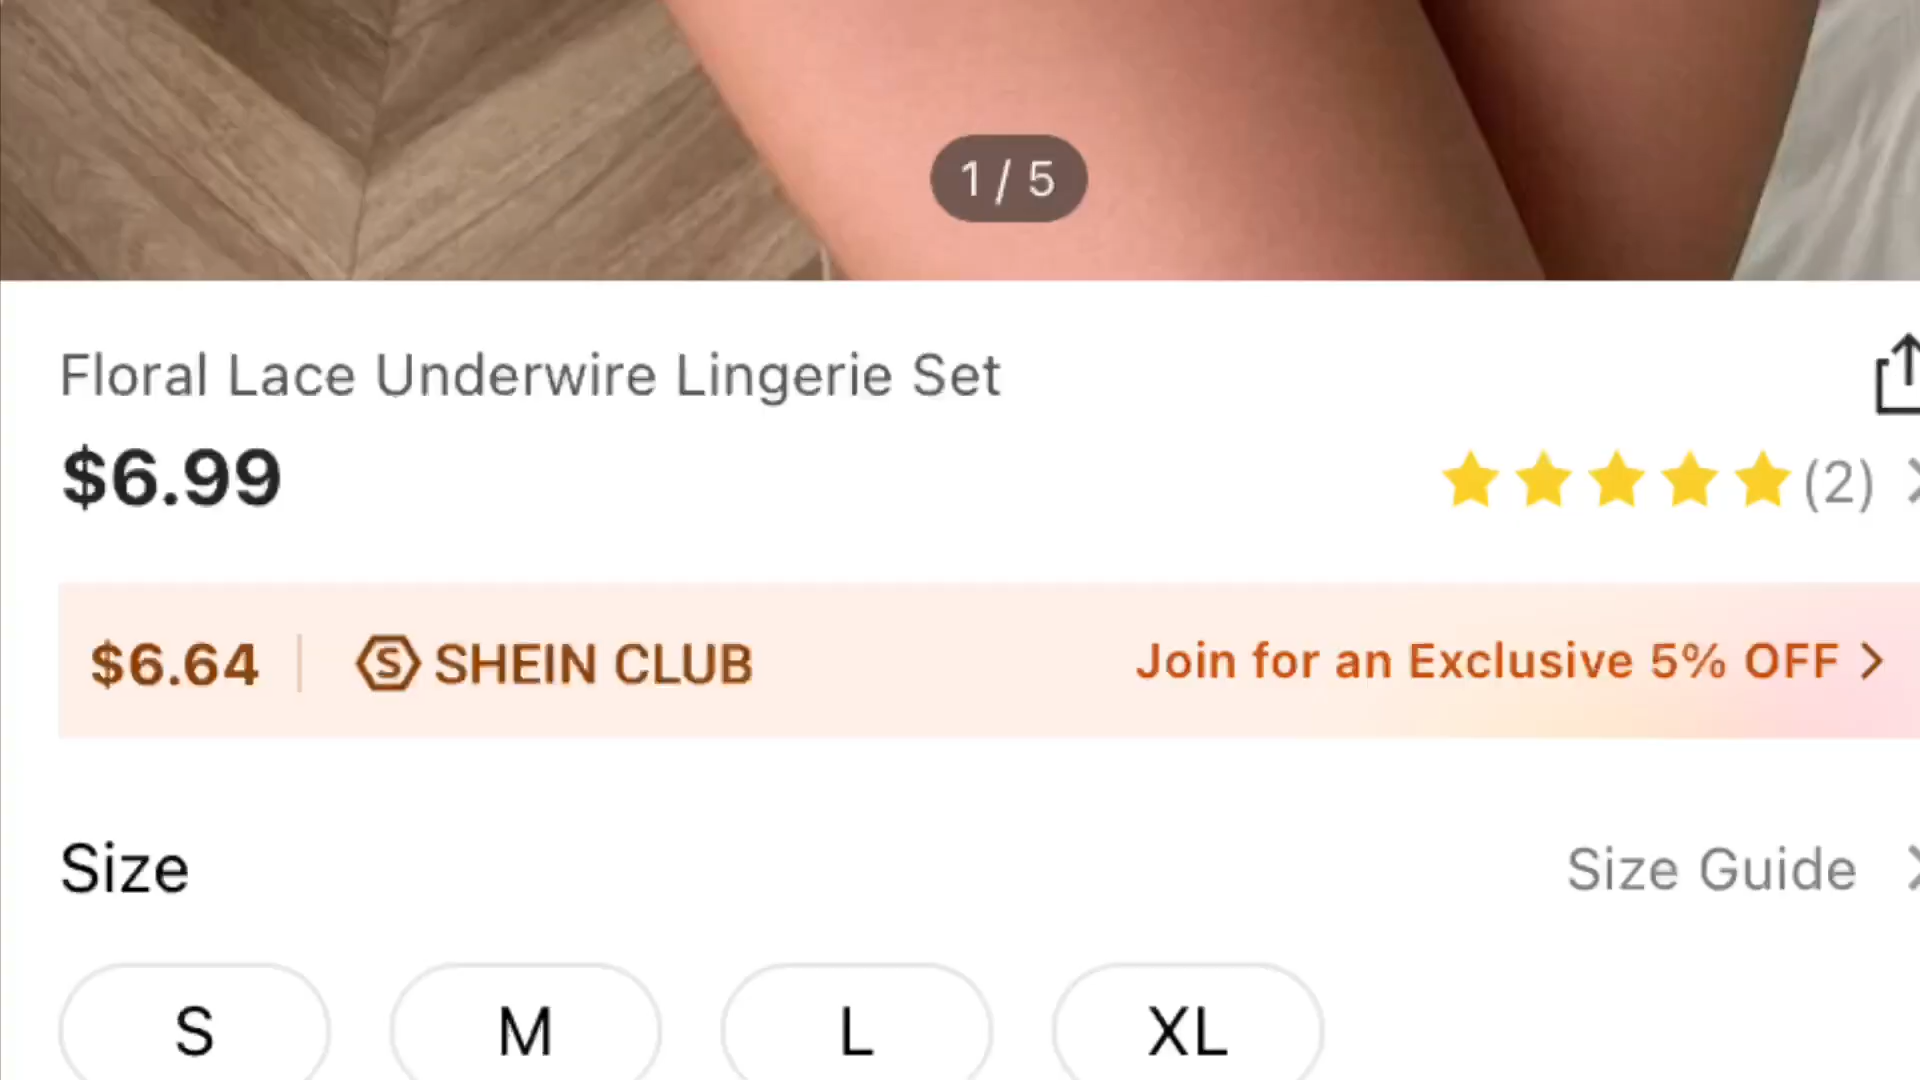 1 / 5
Floral Lace Underwire Lingerie Set
$6.99
(2)
$6.64 SHEIN CLUB Join for an Exclusive 5% OFF >
Size Size Guide
S M L XL